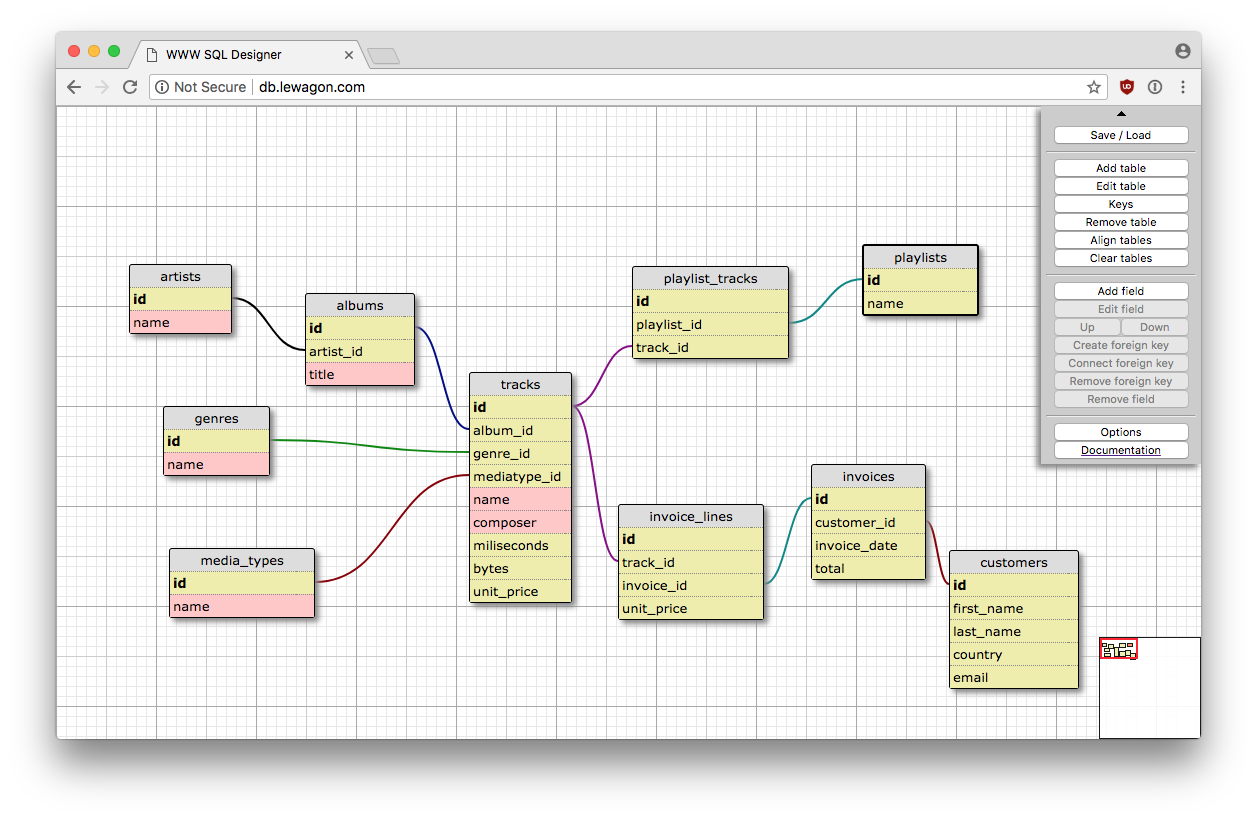 WWW SQL Designer
Not Secure
db.lewagon.com
Save / Load
Add table
Edit table
Keys
Remove table
Align tables
Clear tables
Add field
Edit field
Up
Down
Create foreign key
Connect foreign key
Remove foreign key
Remove field
Options
Documentation
artists
id
name
albums
id
artist_id
title
genres
id
name
media_types
id
name
tracks
id
album_id
genre_id
mediatype_id
name
composer
miliseconds
bytes
unit_price
playlist_tracks
id
playlist_id
track_id
playlists
id
name
invoice_lines
id
track_id
invoice_id
unit_price
invoices
id
customer_id
invoice_date
total
customers
id
first_name
last_name
country
email